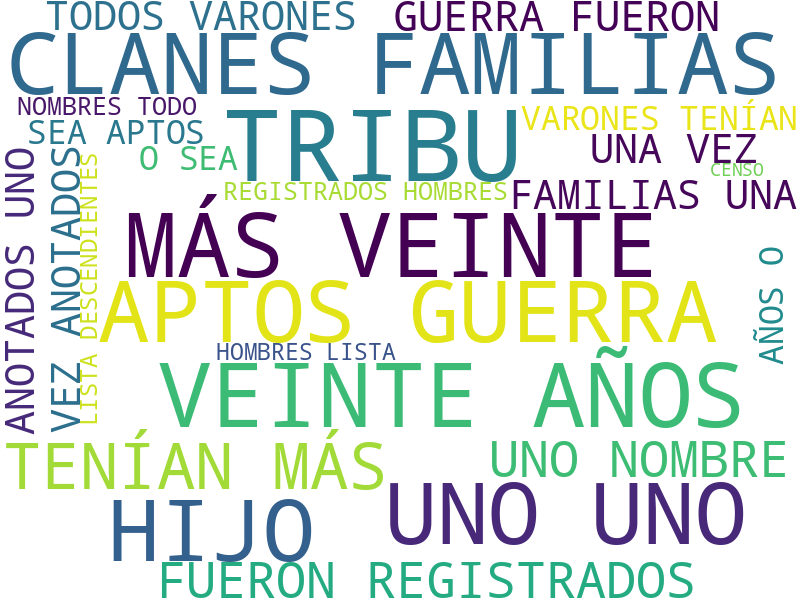 TODOS VARONES
GUERRA FUERON
CLANES FAMILIAS
NOMBRES TODO
TRIBU
VARONES TENÍAN
SEA APTOS
UNA VEZ
O SEA
CENSO
REGISTRADOS HOMBRES
FAMILIAS UNA
ANOTADOS UNO
VEZ ANOTADOS
LISTA DESCENDIENTES
MÁS VEINTE
AÑOS O
APTOS GUERRA
HOMBRES LISTA
VEINTE AÑOS
TENÍAN MÁS
UNO NOMBRE
HIJO
UNO UNO
FUERON REGISTRADOS